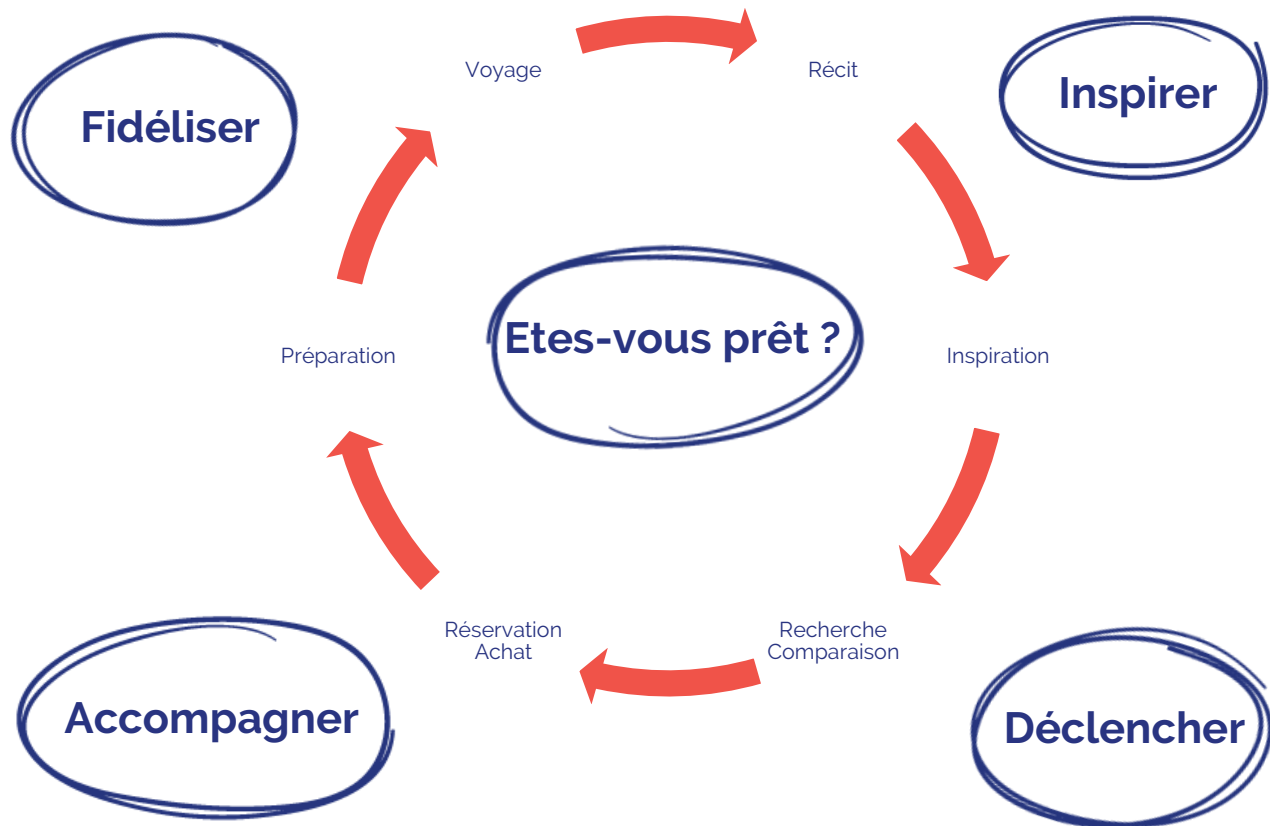 Voyage
Récit
Inspirer
Fidéliser
Etes-vous prêt ?
Préparation
Inspiration
Réservation
Achat
Recherche
Comparaison
Accompagner
Déclencher